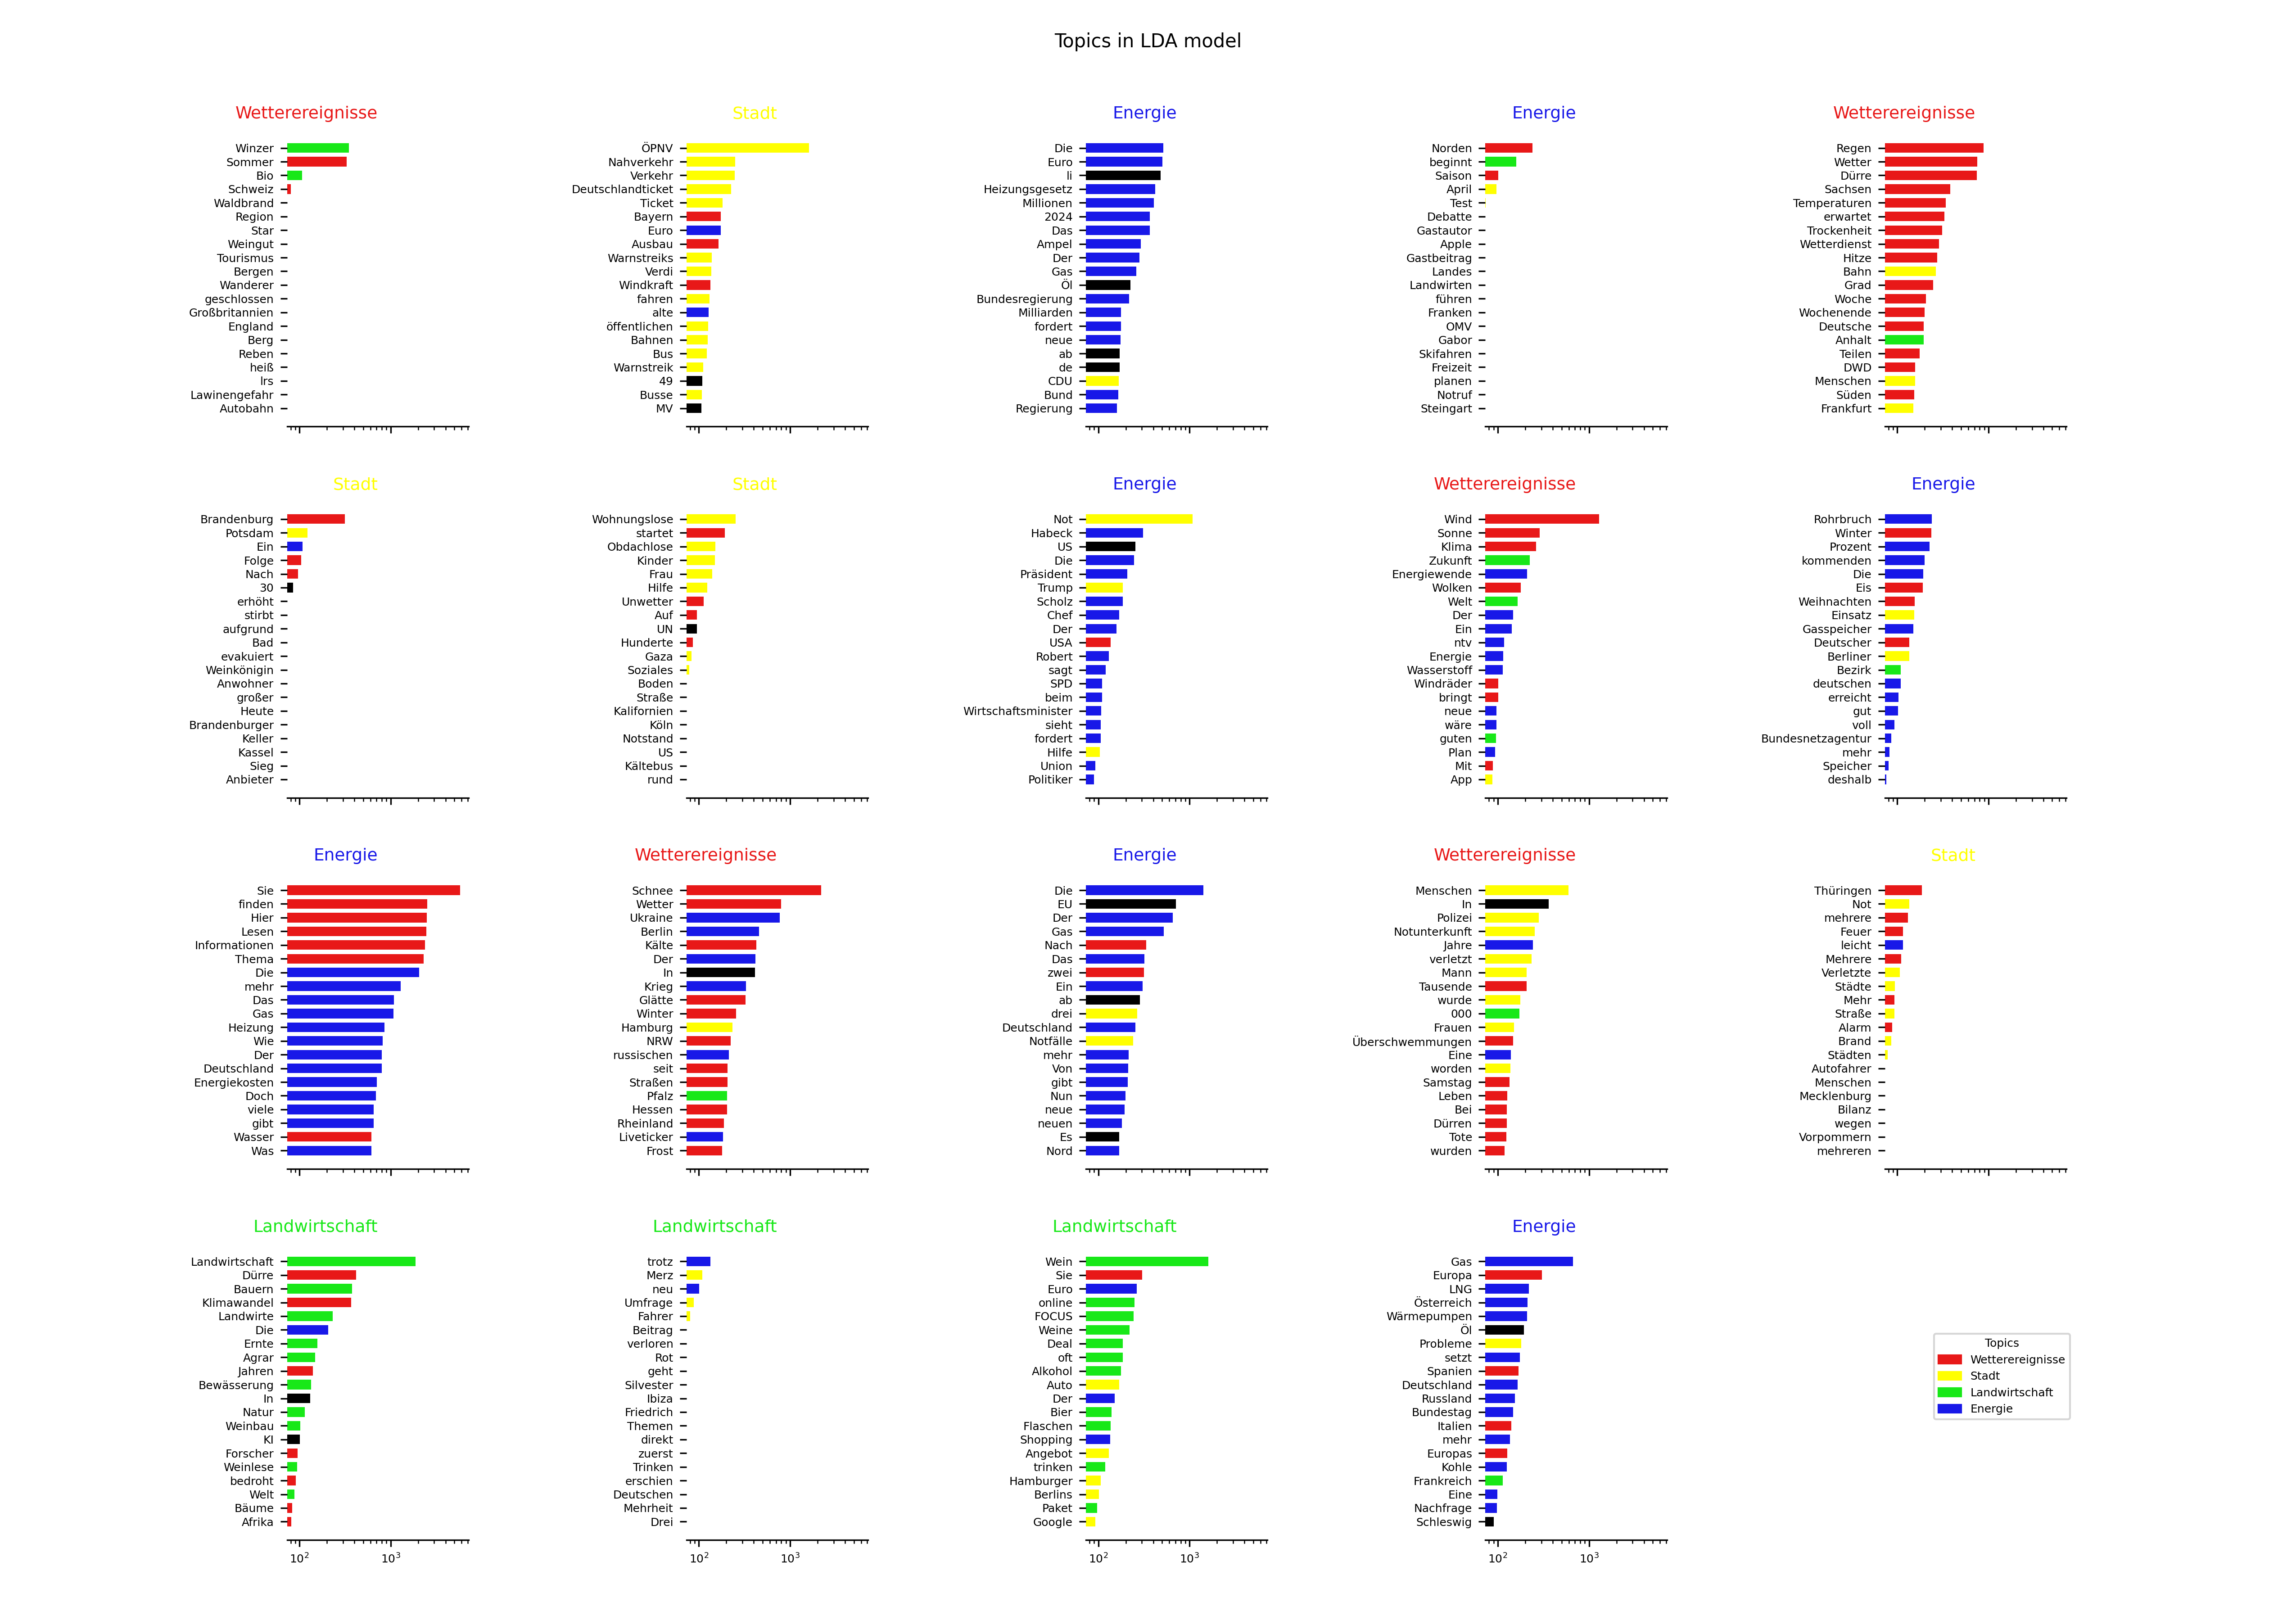 Topics in LDA model
Wetterereignisse
Winzer
Sommer
Bio
Schweiz
Waldbrand
Region
Star
Weingut
Tourismus
Bergen
Wanderer
geschlossen
Großbritannien
England
Berg
Reben
heiß
lrs
Lawinengefahr
Autobahn
Stadt
ÖPNV
Nahverkehr
Verkehr
Deutschlandticket
Ticket
Bayern
Euro
Ausbau
Warnstreiks
Verdi
Windkraft
fahren
alte
öffentlichen
Bahnen
Bus
Warnstreik
49
Busse
MV
Energie
Die
Euro
li
Heizungsgesetz
Millionen
2024
Das
Ampel
Der
Gas
Öl
Bundesregierung
Milliarden
fordert
neue
ab
de
CDU
Bund
Regierung
Energie
Norden
beginnt
Saison
April
Test
Debatte
Gastautor
Apple
Gastbeitrag
Landes
Landwirten
führen
Franken
OMV
Gabor
Skifahren
Freizeit
planen
Notruf
Steingart
Wetterereignisse
Regen
Wetter
Dürre
Sachsen
Temperaturen
erwartet
Trockenheit
Wetterdienst
Hitze
Bahn
Grad
Woche
Wochenende
Deutsche
Anhalt
Teilen
DWD
Menschen
Süden
Frankfurt
Stadt
Brandenburg
Potsdam
Ein
Folge
Nach
30
erhöht
stirbt
aufgrund
Bad
evakuiert
Weinkönigin
Anwohner
großer
Heute
Brandenburger
Keller
Kassel
Sieg
Anbieter
Stadt
Wohnungslose
startet
Obdachlose
Kinder
Frau
Hilfe
Unwetter
Auf
UN
Hunderte
Gaza
Soziales
Boden
Straße
Kalifornien
Köln
Notstand
US
Kältebus
rund
Energie
Not
Habeck
US
Die
Präsident
Trump
Scholz
Chef
Der
USA
Robert
sagt
SPD
beim
Wirtschaftsminister
sieht
fordert
Hilfe
Union
Politiker
Wetterereignisse
Wind
Sonne
Klima
Zukunft
Energiewende
Wolken
Welt
Der
Ein
ntv
Energie
Wasserstoff
Windräder
bringt
neue
wäre
guten
Plan
Mit
App
Energie
Rohrbruch
Winter
Prozent
kommenden
Die
Eis
Weihnachten
Einsatz
Gasspeicher
Deutscher
Berliner
Bezirk
deutschen
erreicht
gut
voll
Bundesnetzagentur
mehr
Speicher
deshalb
Energie
Sie
finden
Hier
Lesen
Informationen
Thema
Die
mehr
Das
Gas
Heizung
Wie
Der
Deutschland
Energiekosten
Doch
viele
gibt
Wasser
Was
Wetterereignisse
Schnee
Wetter
Ukraine
Berlin
Kälte
Der
In
Krieg
Glätte
Winter
Hamburg
NRW
russischen
seit
Straßen
Pfalz
Hessen
Rheinland
Liveticker
Frost
Energie
Die
EU
Der
Gas
Nach
Das
zwei
Ein
ab
drei
Deutschland
Notfälle
mehr
Von
gibt
Nun
neue
neuen
Es
Nord
Wetterereignisse
Menschen
In
Polizei
Notunterkunft
Jahre
verletzt
Mann
Tausende
wurde
000
Frauen
Überschwemmungen
Eine
worden
Samstag
Leben
Bei
Dürren
Tote
wurden
Stadt
Thüringen
Not
mehrere
Feuer
leicht
Mehrere
Verletzte
Städte
Mehr
Straße
Alarm
Brand
Städten
Autofahrer
Menschen
Mecklenburg
Bilanz
wegen
Vorpommern
mehreren
Landwirtschaft
Landwirtschaft
Dürre
Bauern
Klimawandel
Landwirte
Die
Ernte
Agrar
Jahren
Bewässerung
In
Natur
Weinbau
KI
Forscher
Weinlese
bedroht
Welt
Bäume
Afrika
10² 10³
Landwirtschaft
trotz
Merz
neu
Umfrage
Fahrer
Beitrag
verloren
Rot
geht
Silvester
Ibiza
Friedrich
Themen
direkt
zuerst
Trinken
erschien
Deutschen
Mehrheit
Drei
10² 10³
Landwirtschaft
Wein
Sie
Euro
online
FOCUS
Weine
Deal
oft
Alkohol
Auto
Der
Bier
Flaschen
Shopping
Angebot
trinken
Hamburger
Berlins
Paket
Google
10² 10³
Energie
Gas
Europa
LNG
Österreich
Wärmepumpen
Öl
Probleme
setzt
Spanien
Deutschland
Russland
Bundestag
Italien
mehr
Europas
Kohle
Frankreich
Eine
Nachfrage
Schleswig
10² 10³
Topics
Wetterereignisse
Stadt
Landwirtschaft
Energie